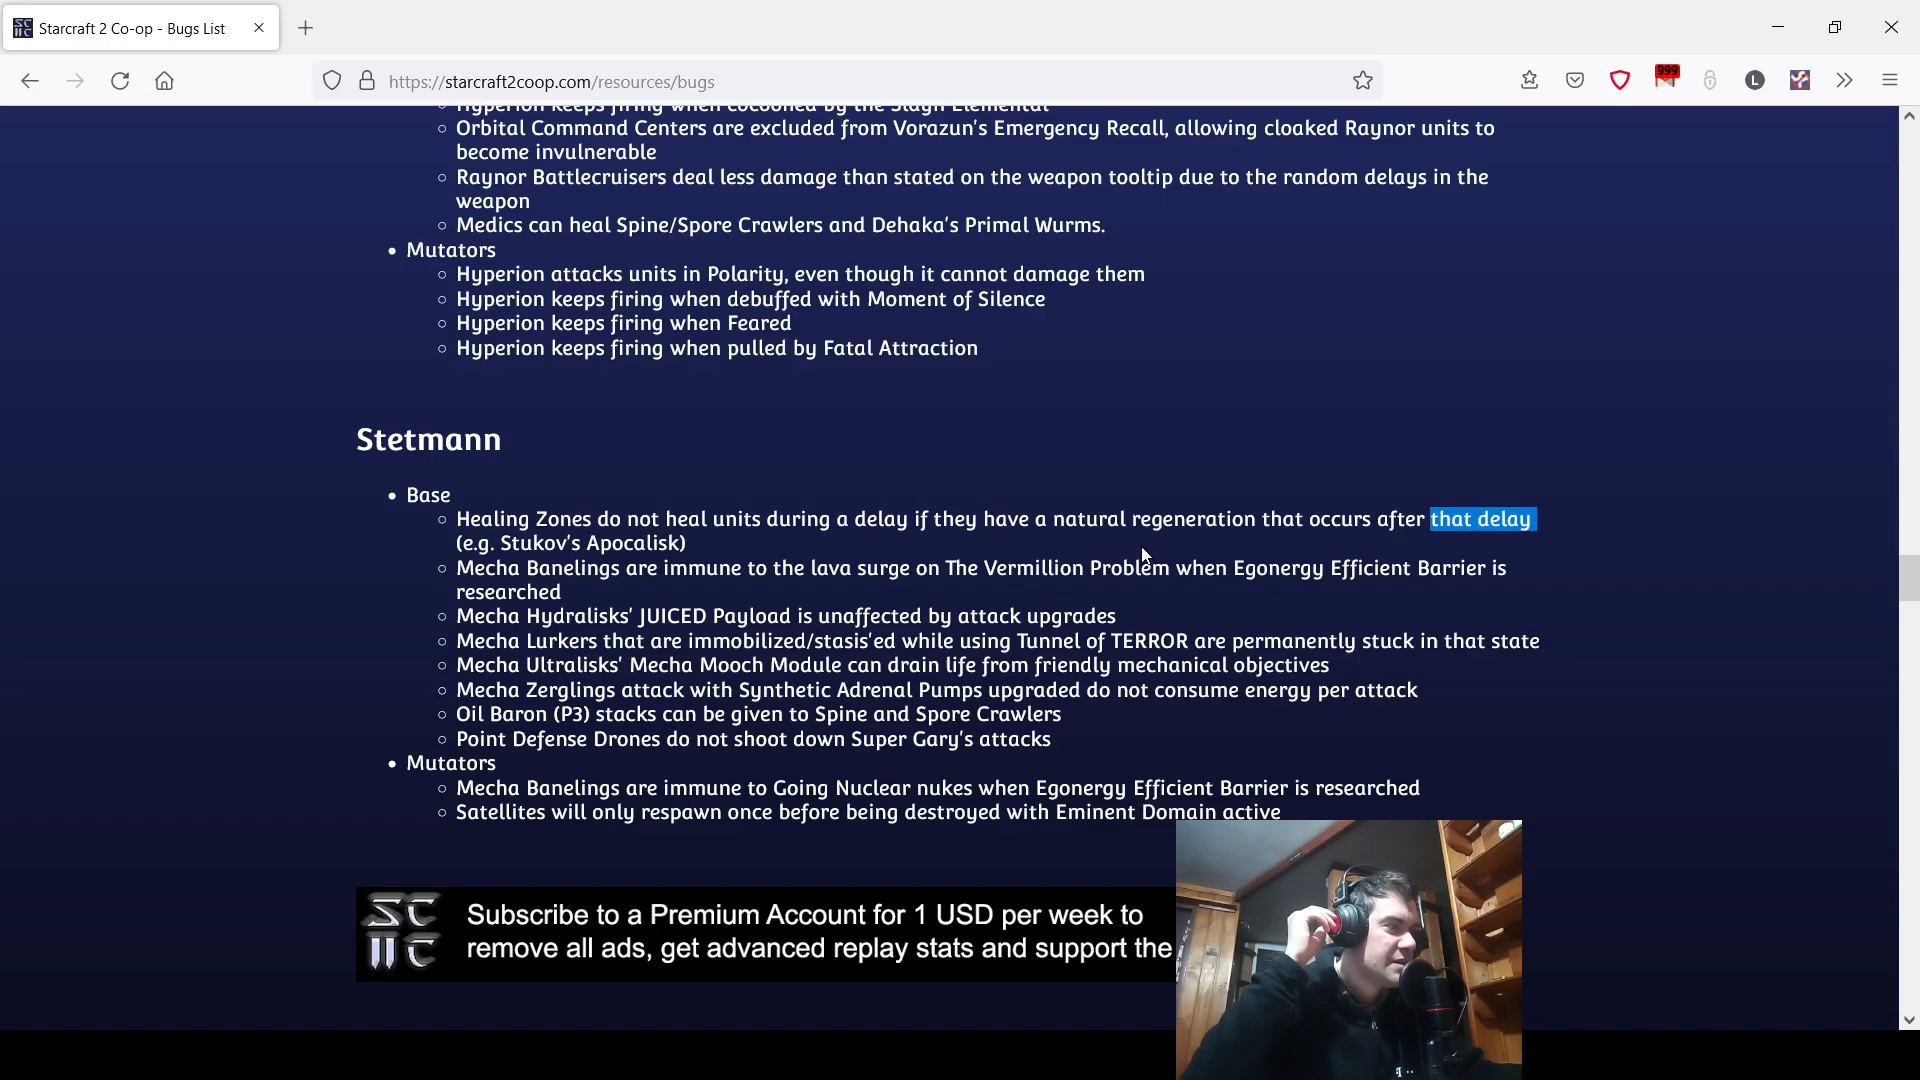 Starcraft 2 Co-op - Bugs List
https://starcraft2coop.com/resources/bugs
999
L
Hyperion keeps firing when cocooned by the Slayn Elemental
Orbital Command Centers are excluded from Vorazun's Emergency Recall, allowing cloaked Raynor units to
become invulnerable
Raynor Battlecruisers deal less damage than stated on the weapon tooltip due to the random delays in the
weapon
Medics can heal Spine/Spore Crawlers and Dehaka's Primal Wurms.
Mutators
Hyperion attacks units in Polarity, even though it cannot damage them
Hyperion keeps firing when debuffed with Moment of Silence
Hyperion keeps firing when Feared
Hyperion keeps firing when pulled by Fatal Attraction
Stetmann
Base
Healing Zones do not heal units during a delay if they have a natural regeneration that occurs after that delay
(e.g. Stukov's Apocalisk)
Mecha Banelings are immune to the lava surge on The Vermillion Problem when Egonergy Efficient Barrier is
researched
Mecha Hydralisks' JUICED Payload is unaffected by attack upgrades
Mecha Lurkers that are immobilized/stasis'ed while using Tunnel of TERROR are permanently stuck in that state
Mecha Ultralisks' Mecha Mooch Module can drain life from friendly mechanical objectives
Mecha Zerglings attack with Synthetic Adrenal Pumps upgraded do not consume energy per attack
Oil Baron (P3) stacks can be given to Spine and Spore Crawlers
Point Defense Drones do not shoot down Super Gary's attacks
Mutators
Mecha Banelings are immune to Going Nuclear nukes when Egonergy Efficient Barrier is researched
Satellites will only respawn once before being destroyed with Eminent Domain active
SC
IIC
Subscribe to a Premium Account for 1 USD per week to
remove all ads, get advanced replay stats and support the